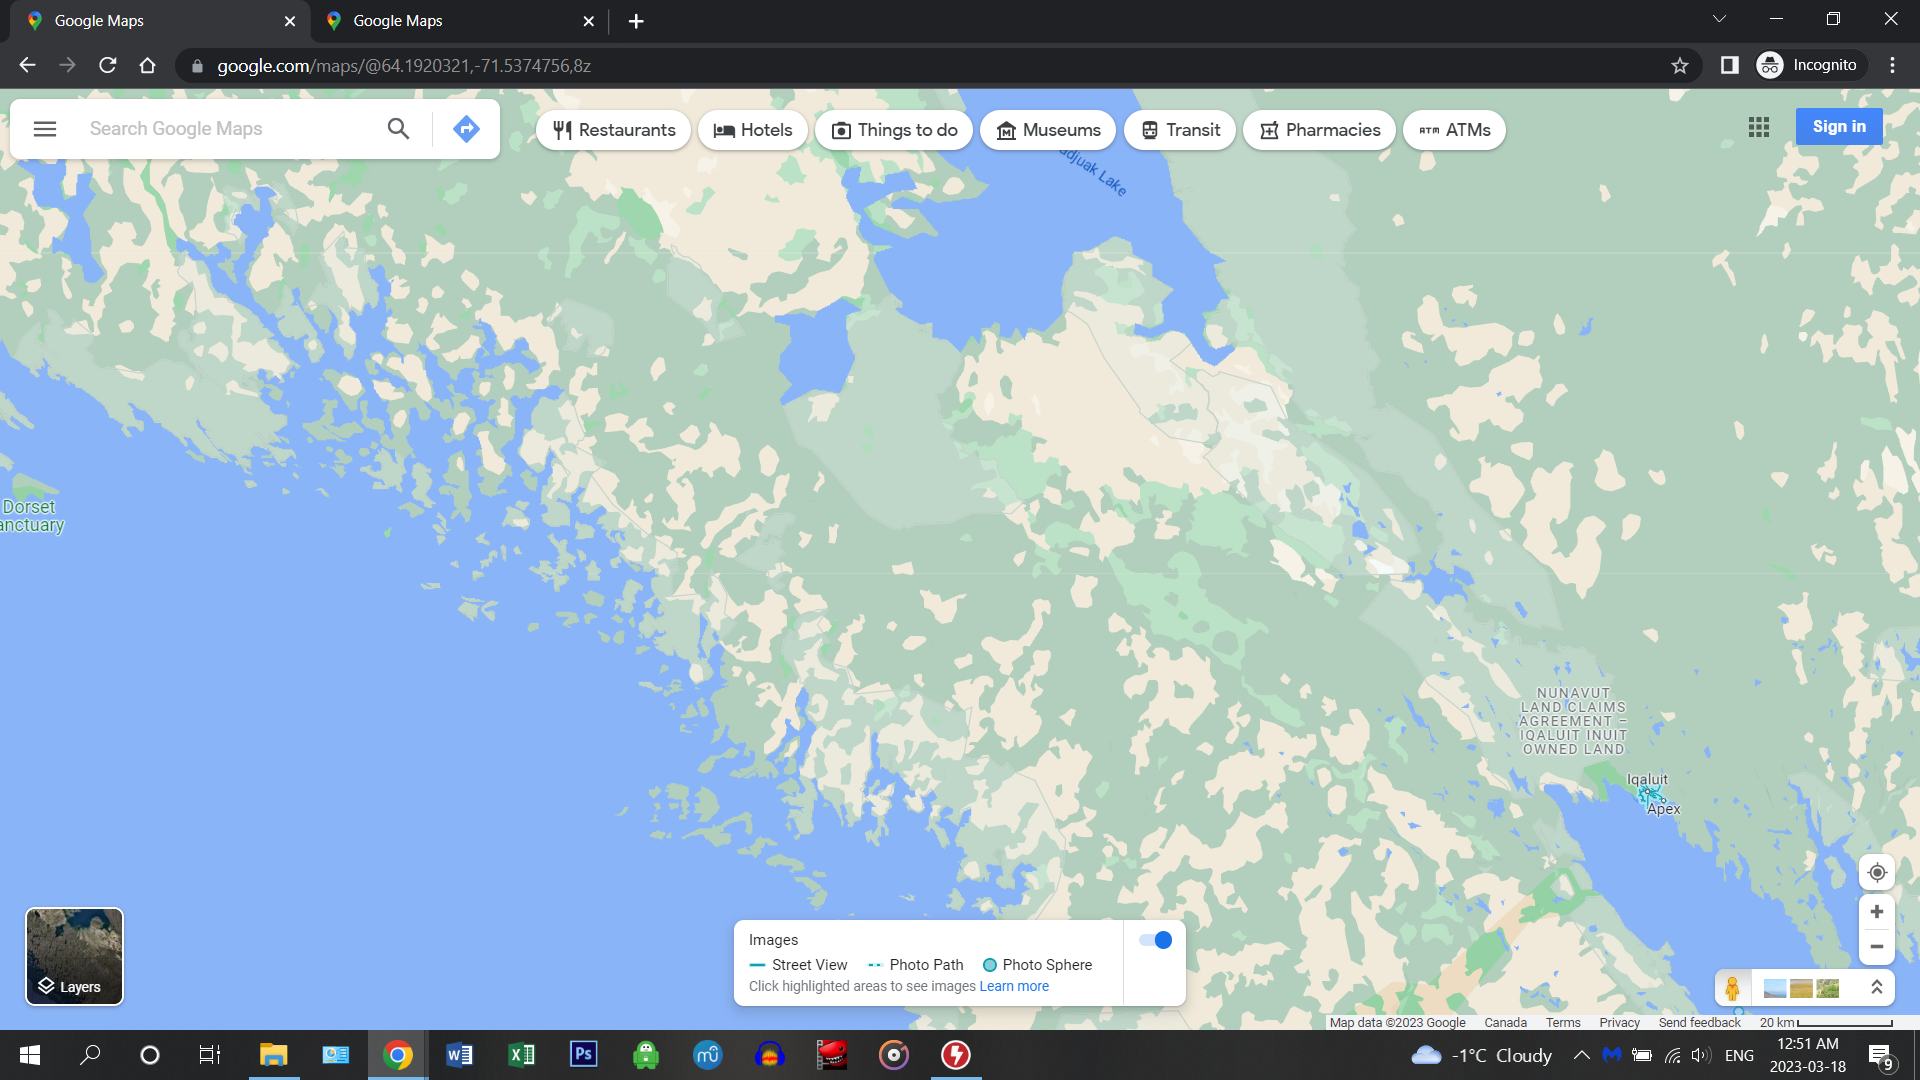 Google Maps
Google Maps
google.com/maps/@64.1920321,-71.5374756,8z
Incognito
Search Google Maps
Restaurants
Hotels
Things to do
Museums
Transit
Pharmacies
ATM ATMs
Sign in
Lake
Dorset
NUNAVUT
LAND CLAIMS
AGREEMENT –
IQALUIT INUIT
OWNED LAND
Iqaluit
Apex
Layers
Images
Street View
Photo Path
Photo Sphere
Click highlighted areas to see images Learn more
Map data ©2023 Google
Canada
Terms
Privacy
Send feedback
20 km
W
X
Ps
mu
-1°C Cloudy
ENG
12:51 AM
2023-03-18
9